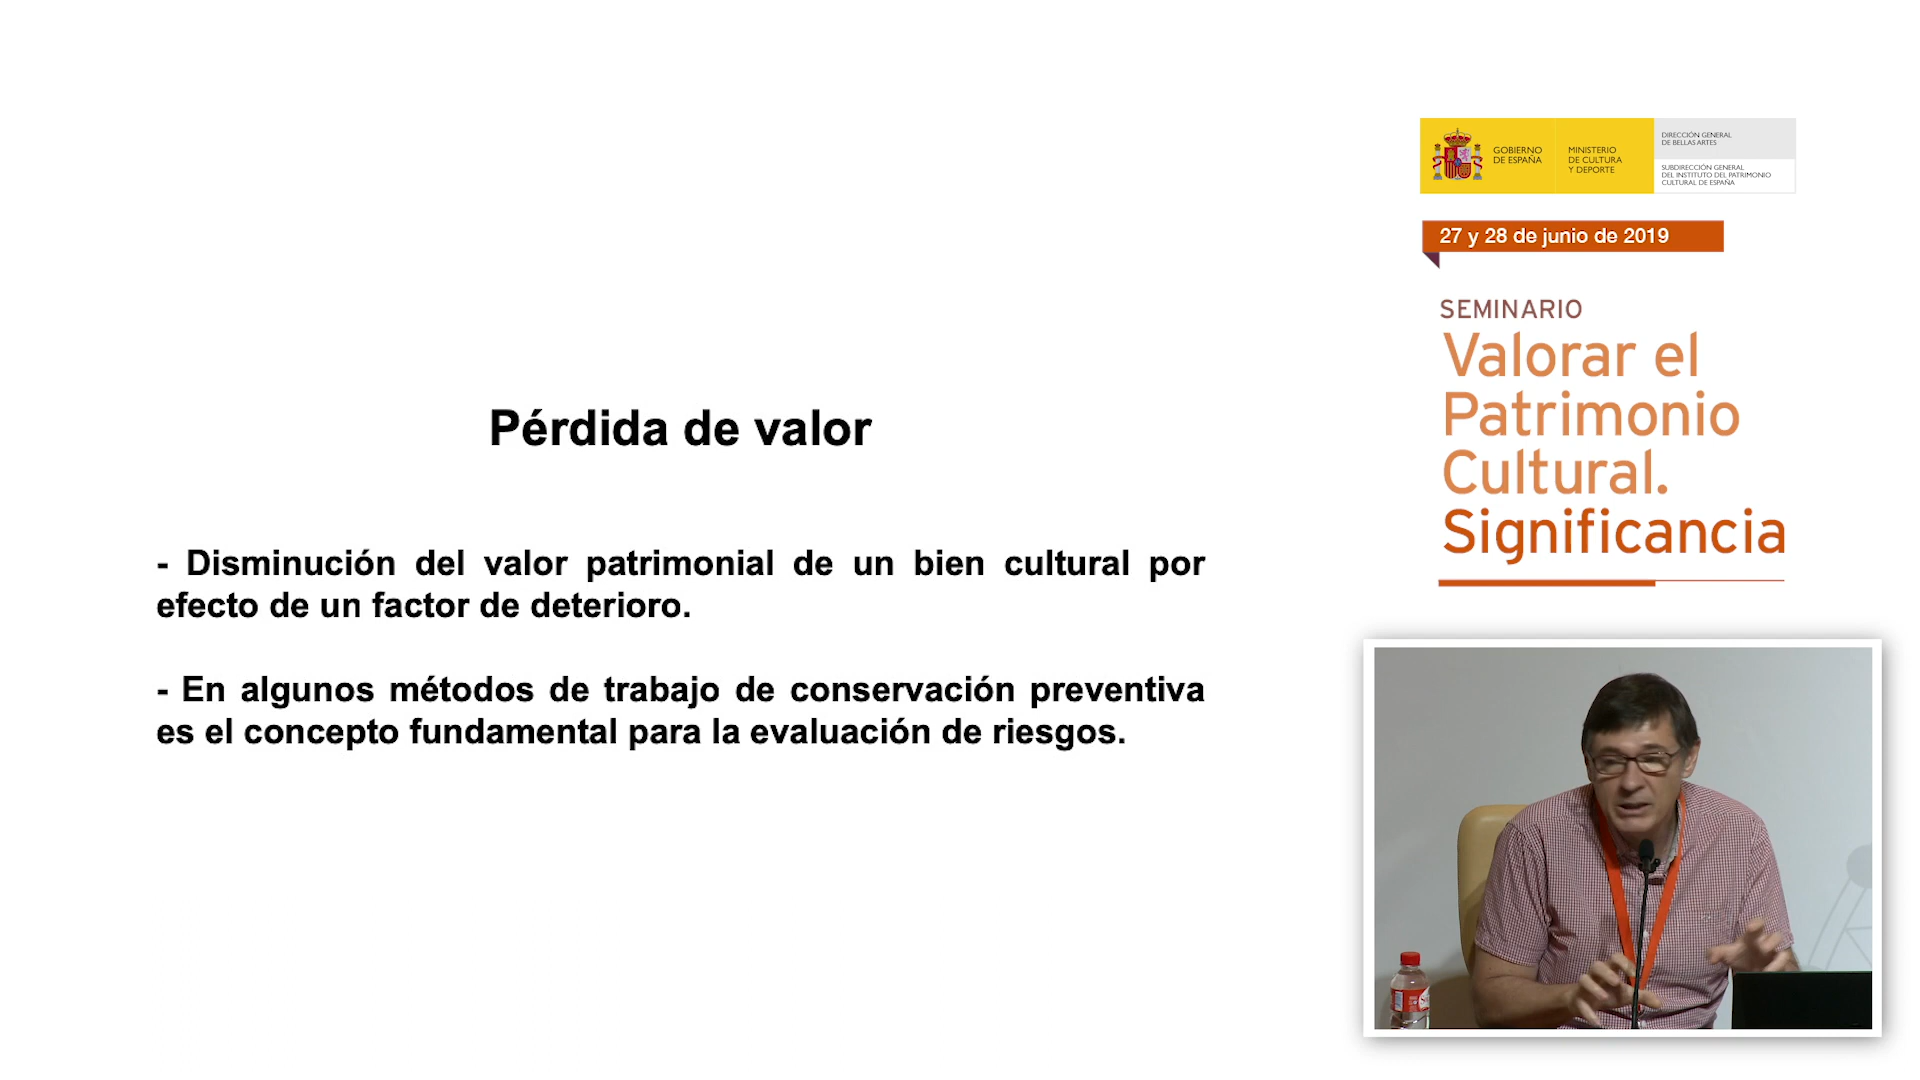 Pérdida de valor
- Disminución del valor patrimonial de un bien cultural por
efecto de un factor de deterioro.
- En algunos métodos de trabajo de conservación preventiva
es el concepto fundamental para la evaluación de riesgos.
GOBIERNO
DE ESPAÑA
MINISTERIO
DE CULTURA
Y DEPORTE
DIRECCIÓN GENERAL
DE BELLAS ARTES
SUBDIRECCIÓN GENERAL
DEL INSTITUTO DEL PATRIMONIO
CULTURAL DE ESPAÑA
27 y 28 de junio de 2019
SEMINARIO
Valorar el
Patrimonio
Cultural.
Significancia